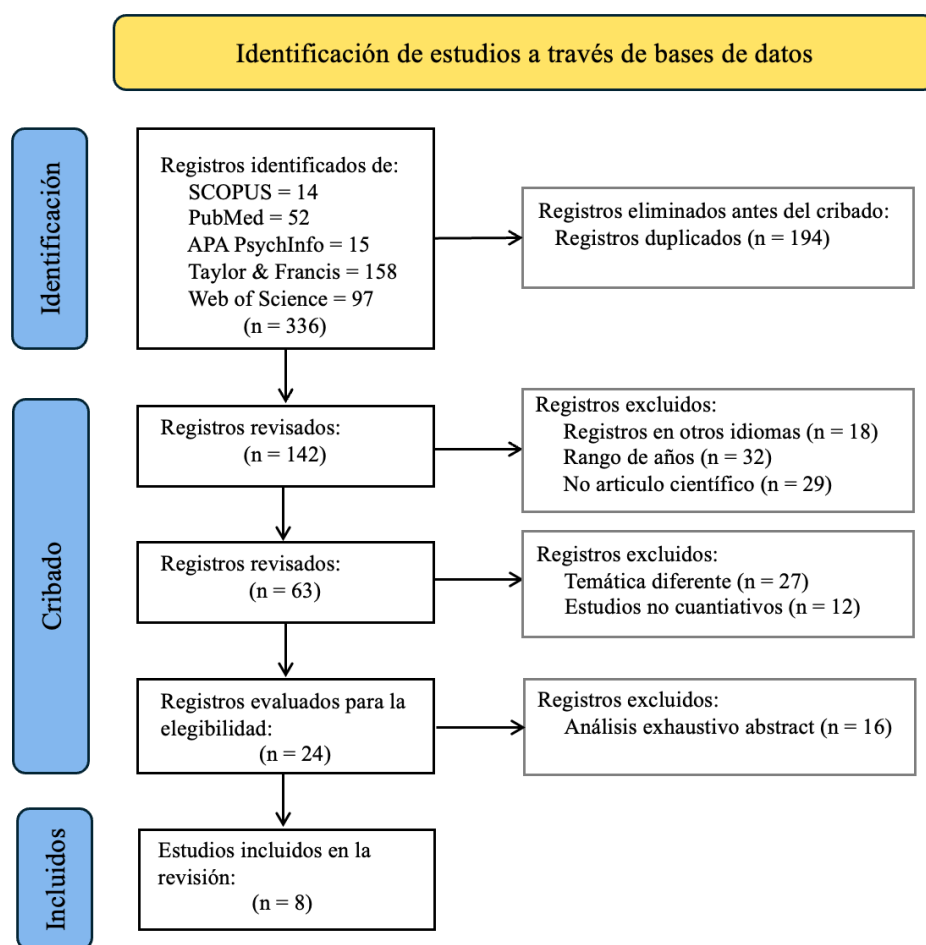 Identificación de estudios a través de bases de datos
Identificación
Registros identificados de:
SCOPUS = 14
PubMed = 52
APA PsychInfo = 15
Taylor & Francis = 158
Web of Science = 97
(n = 336)
Registros eliminados antes del cribado:
Registros duplicados (n = 194)
Cribado
Registros revisados:
(n = 142)
Registros excluidos:
Registros en otros idiomas (n = 18)
Rango de años (n = 32)
No articulo científico (n = 29)
Registros revisados:
(n = 63)
Registros excluidos:
Temática diferente (n = 27)
Estudios no cuantiativos (n = 12)
Registros evaluados para la
elegibilidad:
(n = 24)
Registros excluidos:
Análisis exhaustivo abstract (n = 16)
Incluidos
Estudios incluidos en la
revisión:
(n = 8)